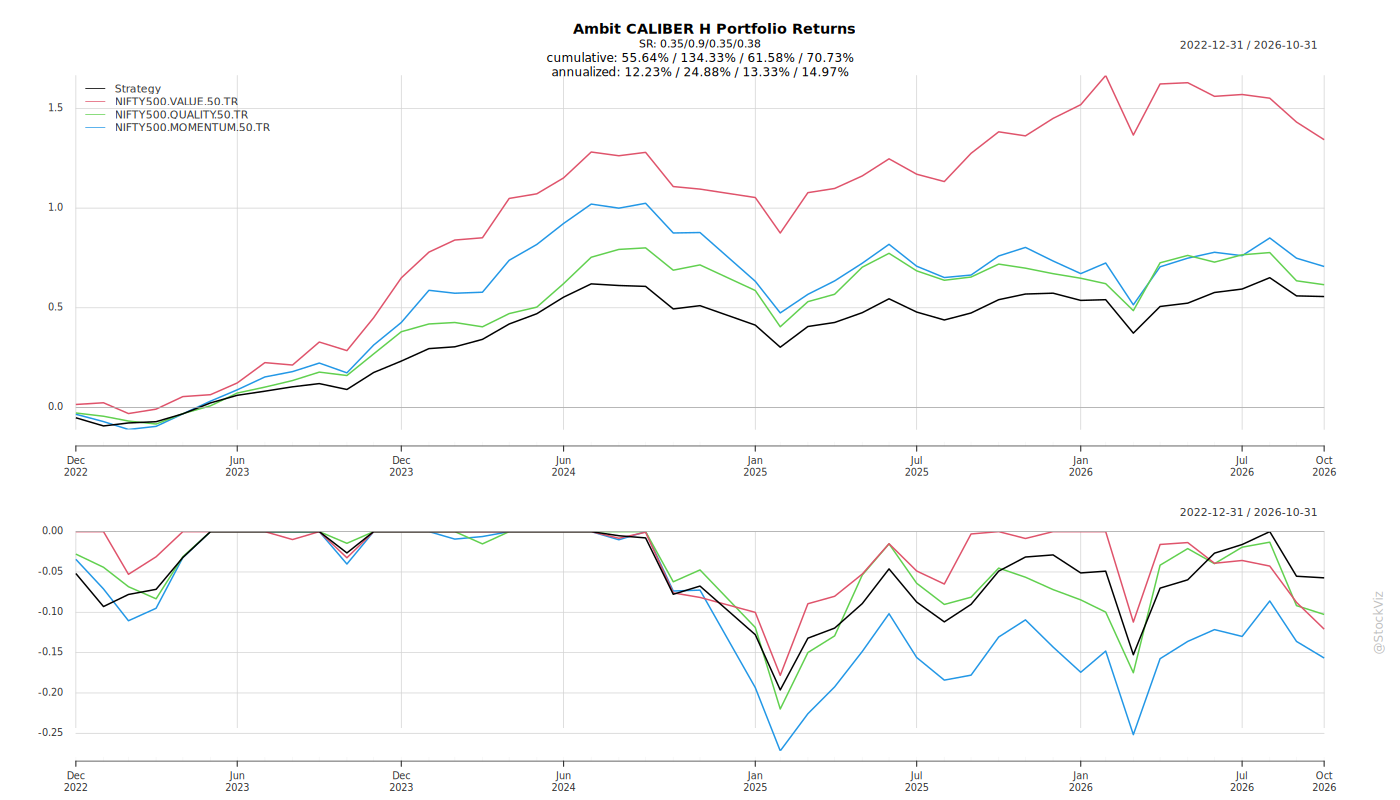 Ambit CALIBER H Portfolio Returns
SR: 0.35/0.9/0.35/0.38
cumulative: 55.64% / 134.33% / 61.58% / 70.73%
annualized: 12.23% / 24.88% / 13.33% / 14.97%
2022-12-31 / 2026-10-31
Strategy
NIFTY500.VALUE.50.TR
NIFTY500.QUALITY.50.TR
NIFTY500.MOMENTUM.50.TR
1.5
1.0
0.5
0.0
Dec Jun Dec Jun Jan Jul Jan Jul Oct
2022 2023 2023 2024 2025 2025 2026 2026 2026
2022-12-31 / 2026-10-31
0.00
-0.05
-0.10
-0.15
-0.20
-0.25
Dec Jun Dec Jun Jan Jul Jan Jul Oct
2022 2023 2023 2024 2025 2025 2026 2026 2026
@StockViz